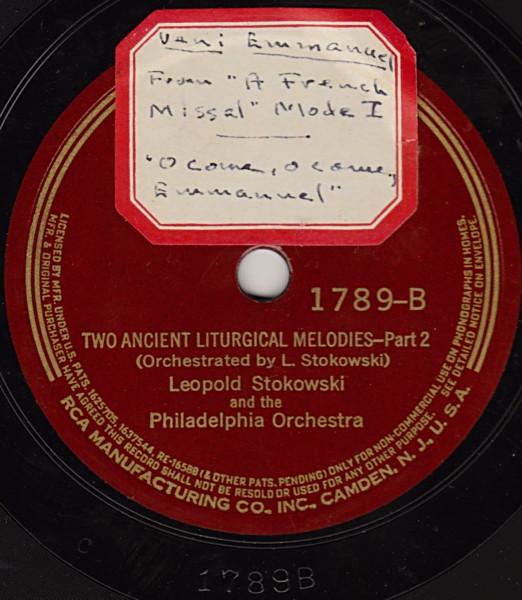 Veni Emmanuel
From "A French
Missal" Mode I
"O come, o come,
Emmanuel"
1789-B
TWO ANCIENT LITURGICAL MELODIES—Part 2
(Orchestrated by L. Stokowski)
Leopold Stokowski
and the
Philadelphia Orchestra
LICENSED BY MFR. UNDER U.S. PATS. 1625705, 1637544, RE-16588 (& OTHER PATS. PENDING) ONLY FOR NON-COMMERCIAL USE ON PHONOGRAPHS IN HOMES.
MFR. & ORIGINAL PURCHASER HAVE AGREED THIS RECORD SHALL NOT BE RESOLD OR USED FOR ANY OTHER PURPOSE. SEE DETAILED NOTICE ON ENVELOPE.
RCA MANUFACTURING CO., INC., CAMDEN, N. J., U. S. A.
C
1789B